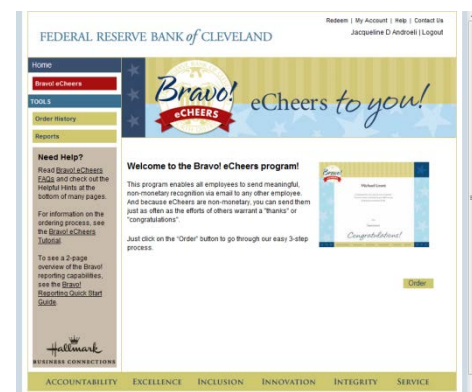 Redeem | My Account | Help | Contact Us
Jacqueline D Androeli | Logout
FEDERAL RESERVE BANK of CLEVELAND
Home
Bravo! eCheers
TOOLS
Order History
Reports
Need Help?
Read Bravo! eCheers
FAQs and check out the
Helpful Hints at the
bottom of many pages.
For information on the
ordering process, see
the Bravo! eCheers
Tutorial.
To see a 2-page
overview of the Bravo!
reporting capabilities,
see the Bravo!
Reporting Quick Start
Guide.
Hallmark
BUSINESS CONNECTIONS
Bravo!
eCHEERS
eCheers to you!
Welcome to the Bravo! eCheers program!
This program enables all employees to send meaningful,
non-monetary recognition via email to any other employee.
And because eCheers are non-monetary, you can send them
just as often as the efforts of others warrant a "thanks" or
"congratulations".
Just click on the "Order" button to go through our easy 3-step
process.
Bravo!
Congratulations!
Order
ACCOUNTABILITY EXCELLENCE INCLUSION INNOVATION INTEGRITY SERVICE